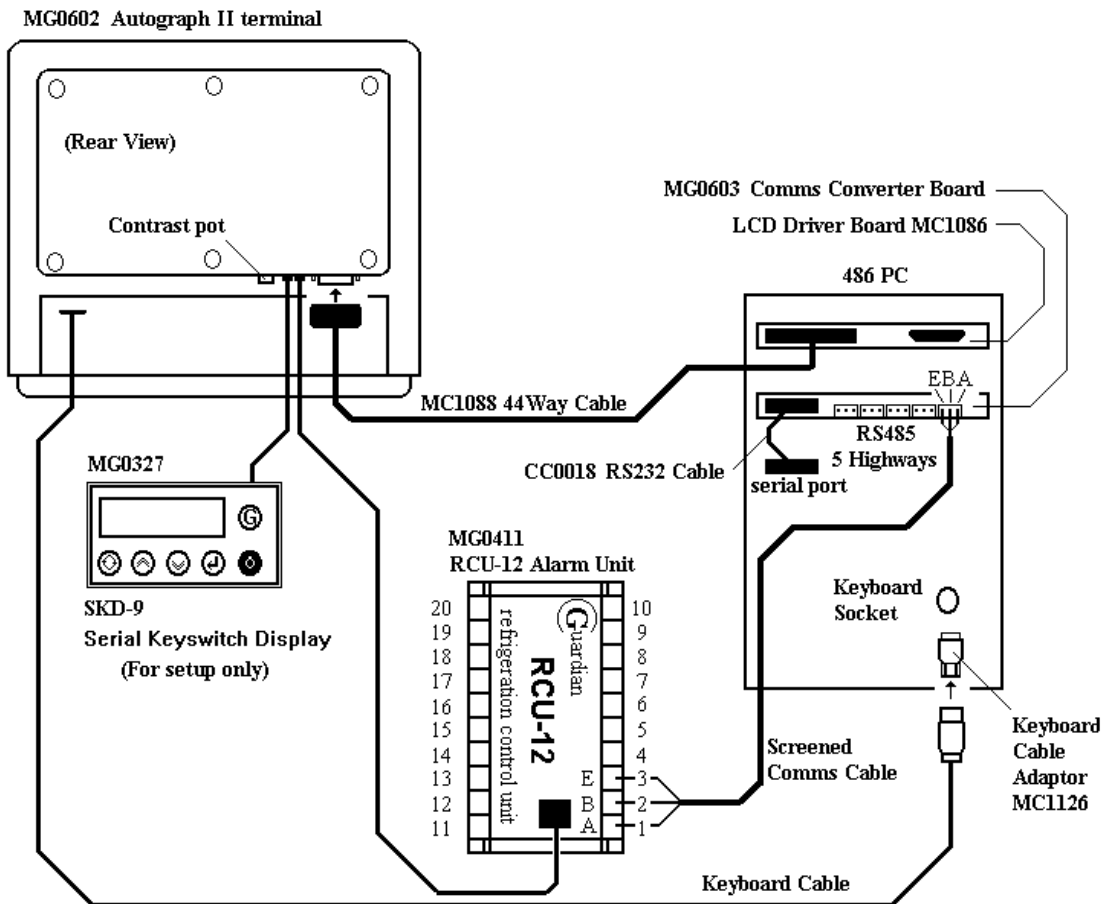 MG0602 Autograph II terminal
(Rear View)
Contrast pot
MG0603 Comms Converter Board
LCD Driver Board MC1086
486 PC
EBA
MC1088 44Way Cable
RS485
5 Highways
CC0018 RS232 Cable
serial port
MG0327
G
SKD-9
Serial Keyswitch Display
(For setup only)
MG0411
RCU-12 Alarm Unit
20
19
18
17
16
15
14
13
12
11
refrigeration control unit
RCU-12
Guardian
10
9
8
7
6
5
4
E 3
B 2
A 1
Keyboard
Socket
Screened
Comms Cable
Keyboard
Cable
Adaptor
MC1126
Keyboard Cable